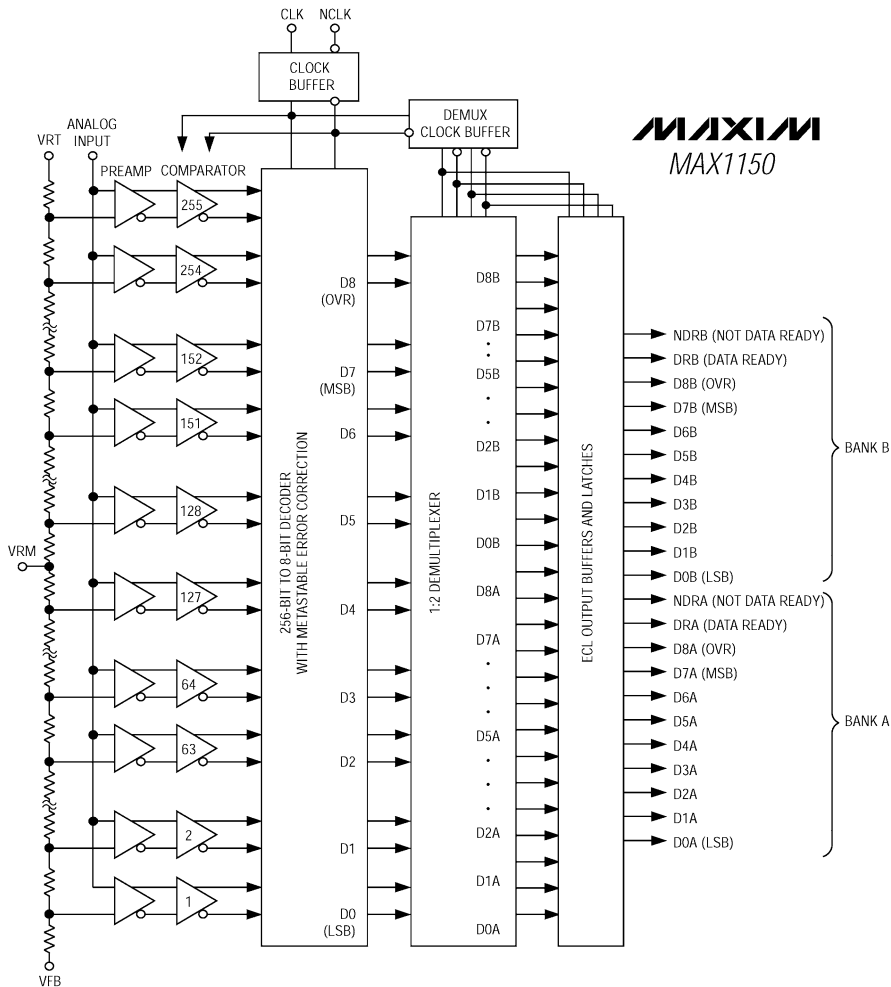 CLK NCLK
CLOCK
BUFFER
DEMUX
CLOCK BUFFER
MAXIM
MAX1150
VRT
ANALOG
INPUT
PREAMP COMPARATOR
255
254
152
151
128
127
64
63
2
1
VRM
VFB
256-BIT TO 8-BIT DECODER
WITH METASTABLE ERROR CORRECTION
D8
(OVR)
D7
(MSB)
D6
D5
D4
D3
D2
D1
D0
(LSB)
1:2 DEMULTIPLEXER
D8B
D7B
D5B
D2B
D1B
D0B
D8A
D7A
D5A
D2A
D1A
D0A
ECL OUTPUT BUFFERS AND LATCHES
NDRB (NOT DATA READY)
DRB (DATA READY)
D8B (OVR)
D7B (MSB)
D6B
D5B
D4B
D3B
D2B
D1B
D0B (LSB)
BANK B
NDRA (NOT DATA READY)
DRA (DATA READY)
D8A (OVR)
D7A (MSB)
D6A
D5A
D4A
D3A
D2A
D1A
D0A (LSB)
BANK A